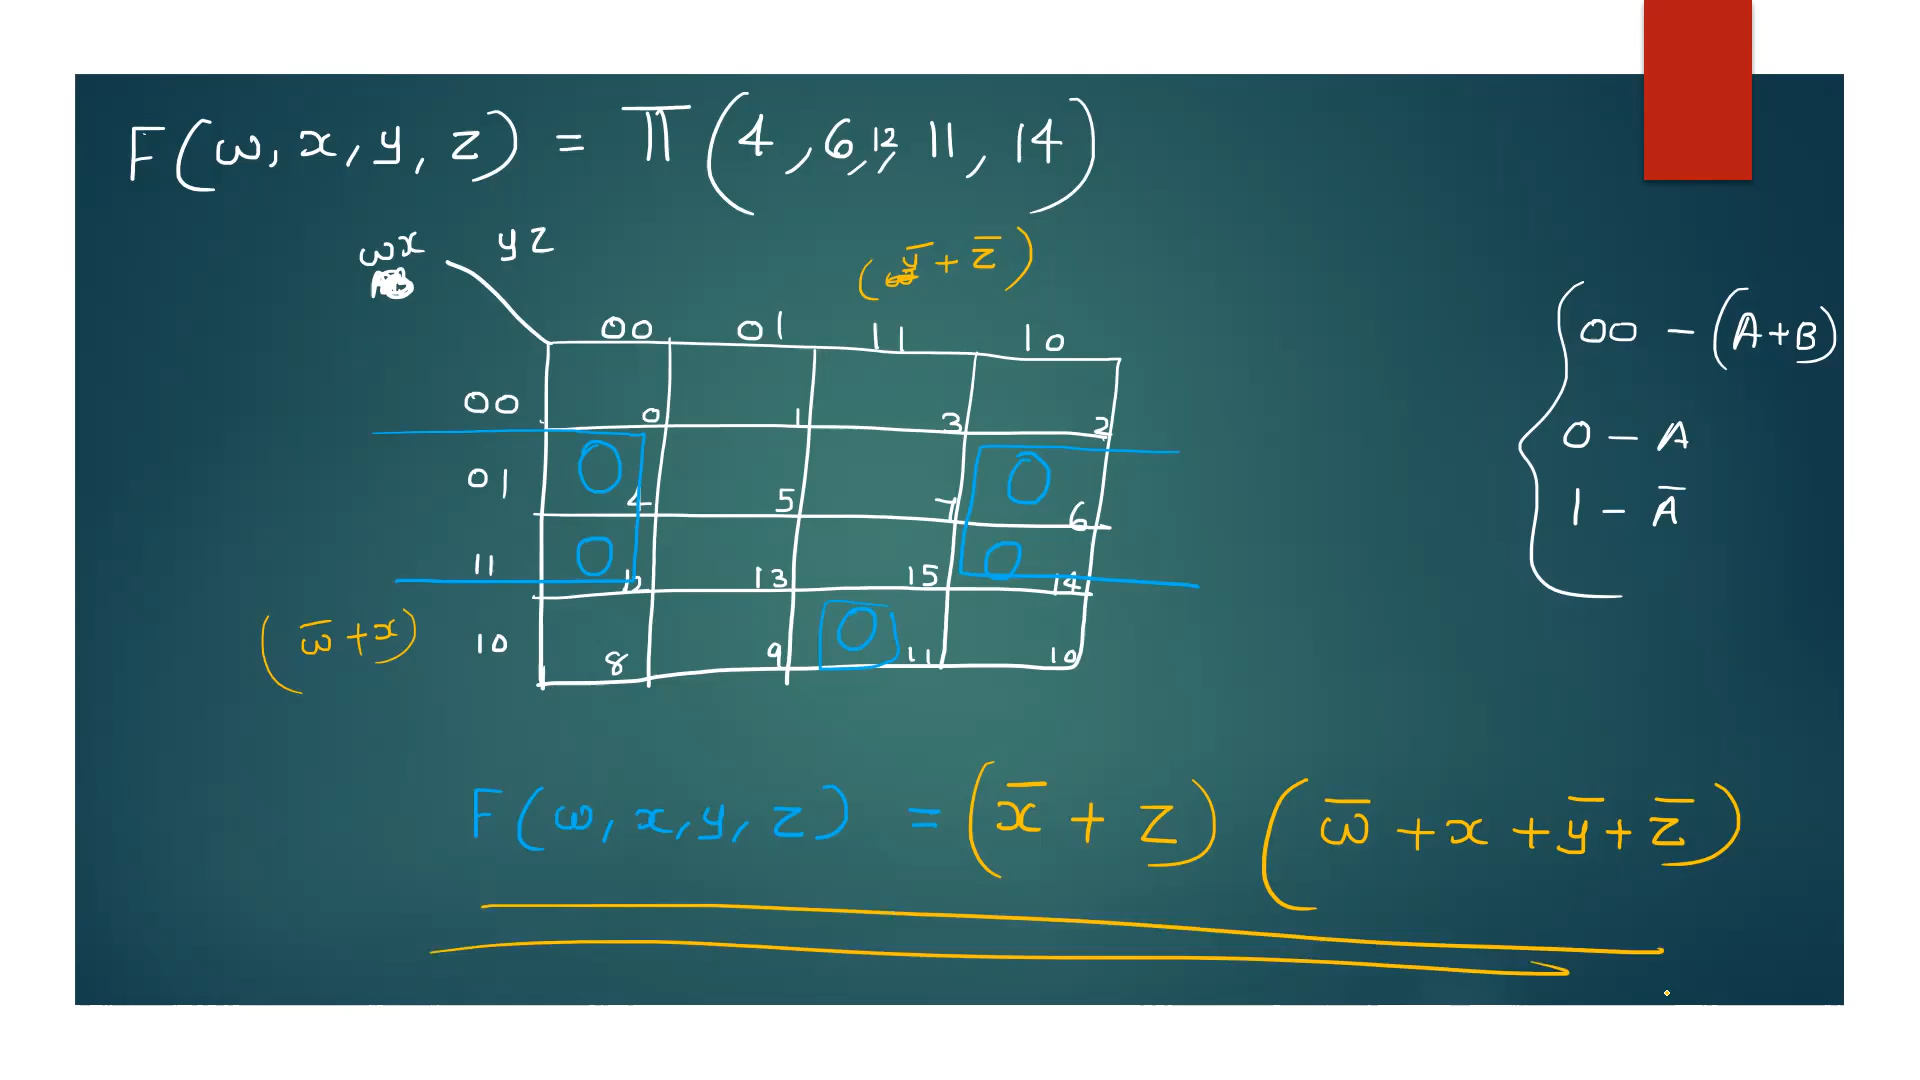 F(ω, x, y, z) = Π(4, 6, 12, 11, 14)
ωx yz
(y̅ + z̅)
00 01 11 10
00 0 1 3 2
01 0 4 5 7 0 6
11 0 12 13 15 0 14
10 8 9 0 11 10
(ω̅ + x)
00 - (A+B)
0 - A
1 - A̅
F(ω, x, y, z) = (x̅ + z)(ω̅ + x + y̅ + z̅)